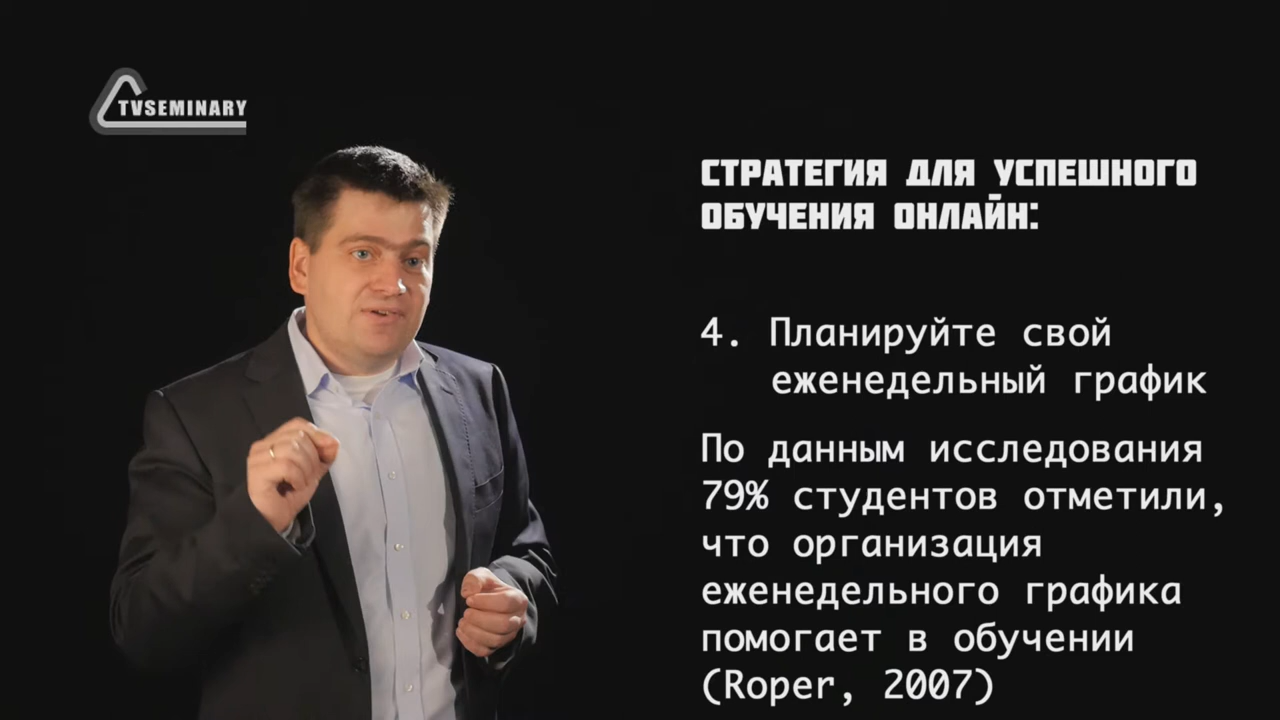 TVSEMINARY
СТРАТЕГИЯ ДЛЯ УСПЕШНОГО
ОБУЧЕНИЯ ОНЛАЙН:
4. Планируйте свой
еженедельный график
По данным исследования
79% студентов отметили,
что организация
еженедельного графика
помогает в обучении
(Roper, 2007)